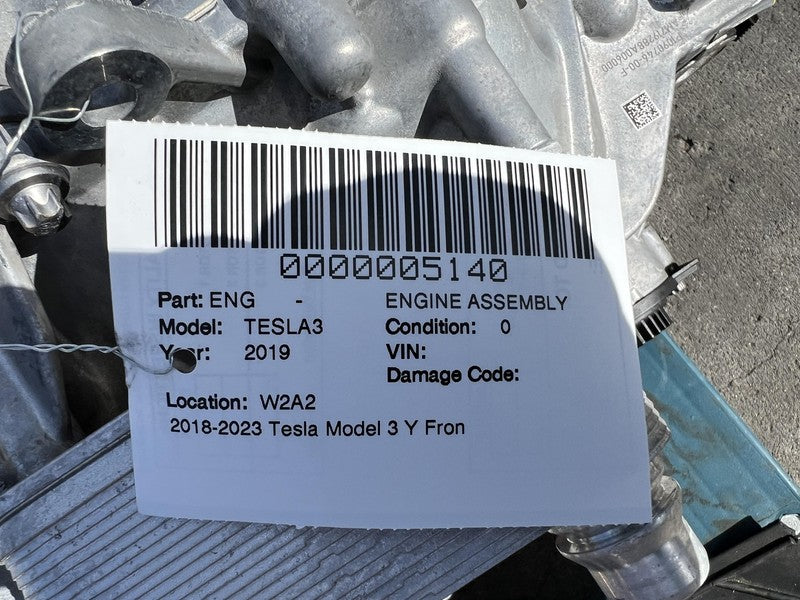 0000005140
Part: ENG - ENGINE ASSEMBLY
Model: TESLA3 Condition: 0
Year: 2019 VIN:
Damage Code:
Location: W2A2
2018-2023 Tesla Model 3 Y Fron